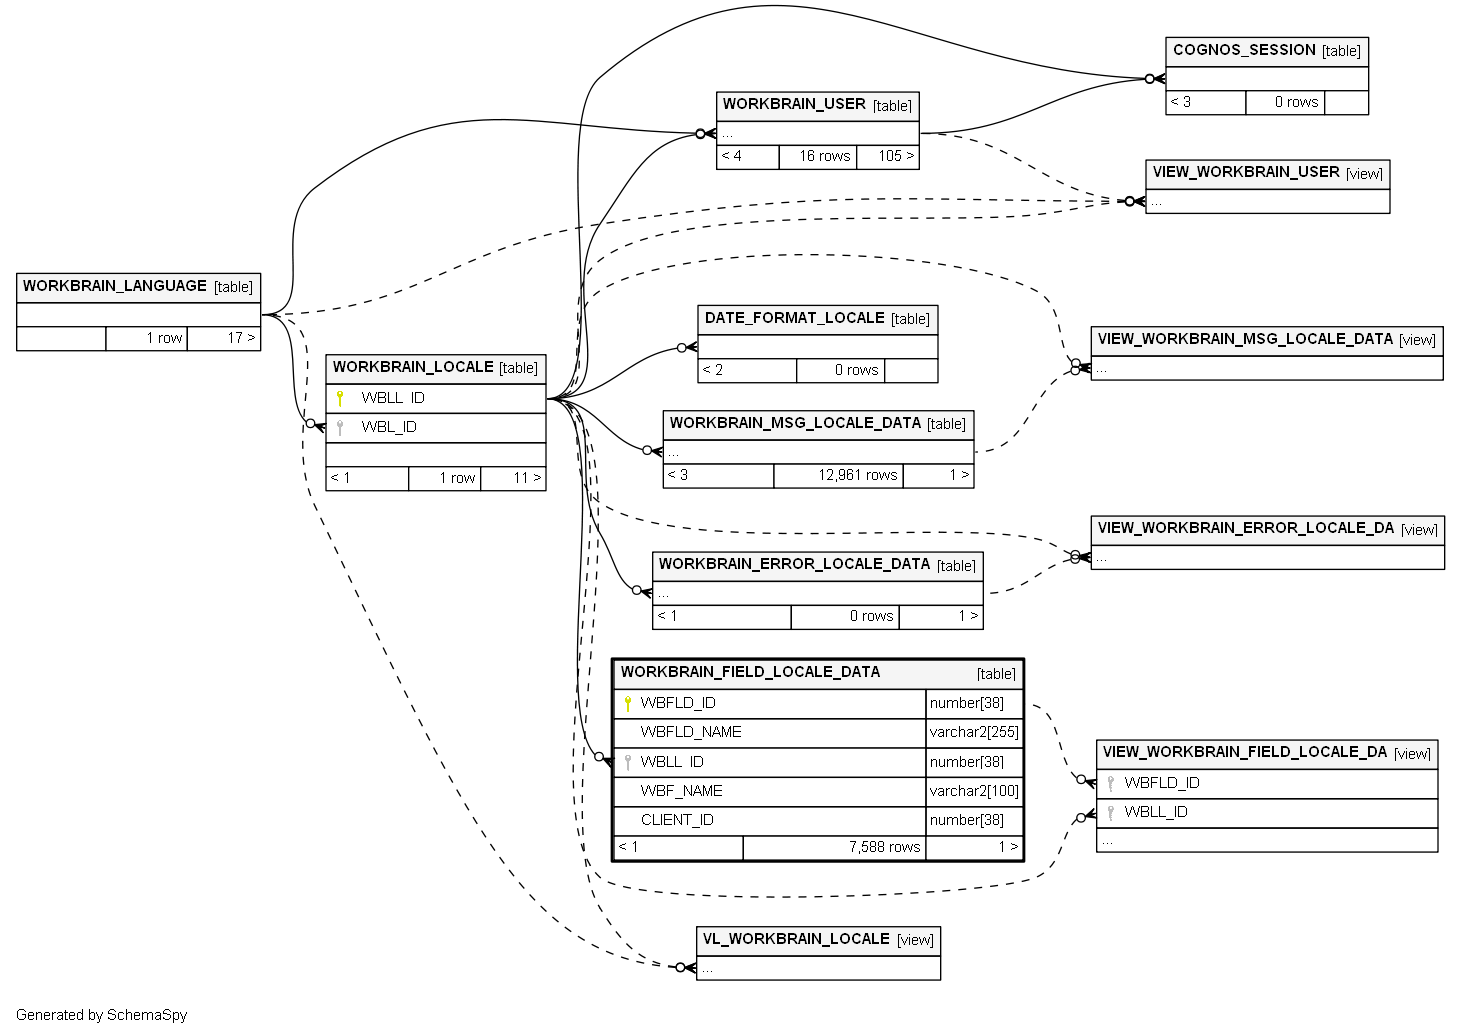 COGNOS_SESSION [table]
< 3 0 rows
WORKBRAIN_USER [table]
...
< 4 16 rows 105 >
VIEW_WORKBRAIN_USER [view]
...
WORKBRAIN_LANGUAGE [table]
1 row 17 >
DATE_FORMAT_LOCALE [table]
< 2 0 rows
VIEW_WORKBRAIN_MSG_LOCALE_DATA [view]
...
WORKBRAIN_LOCALE [table]
WBLL_ID
WBL_ID
< 1 1 row 11 >
WORKBRAIN_MSG_LOCALE_DATA [table]
...
< 3 12,961 rows 1 >
VIEW_WORKBRAIN_ERROR_LOCALE_DA [view]
...
WORKBRAIN_ERROR_LOCALE_DATA [table]
...
< 1 0 rows 1 >
WORKBRAIN_FIELD_LOCALE_DATA [table]
WBFLD_ID number[38]
WBFLD_NAME varchar2[255]
WBLL_ID number[38]
WBF_NAME varchar2[100]
CLIENT_ID number[38]
< 1 7,588 rows 1 >
VIEW_WORKBRAIN_FIELD_LOCALE_DA [view]
WBFLD_ID
WBLL_ID
...
VL_WORKBRAIN_LOCALE [view]
...
Generated by SchemaSpy